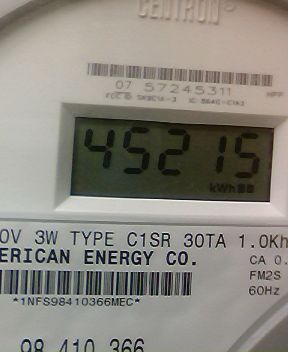 CENTRON®
07 57245311
45215
kWh
0V 3W TYPE C1SR 30TA 1.0Kh
ERICAN ENERGY CO.
CA 0.
FM2S
*1NFS98410366MEC*
60Hz
98 410 366